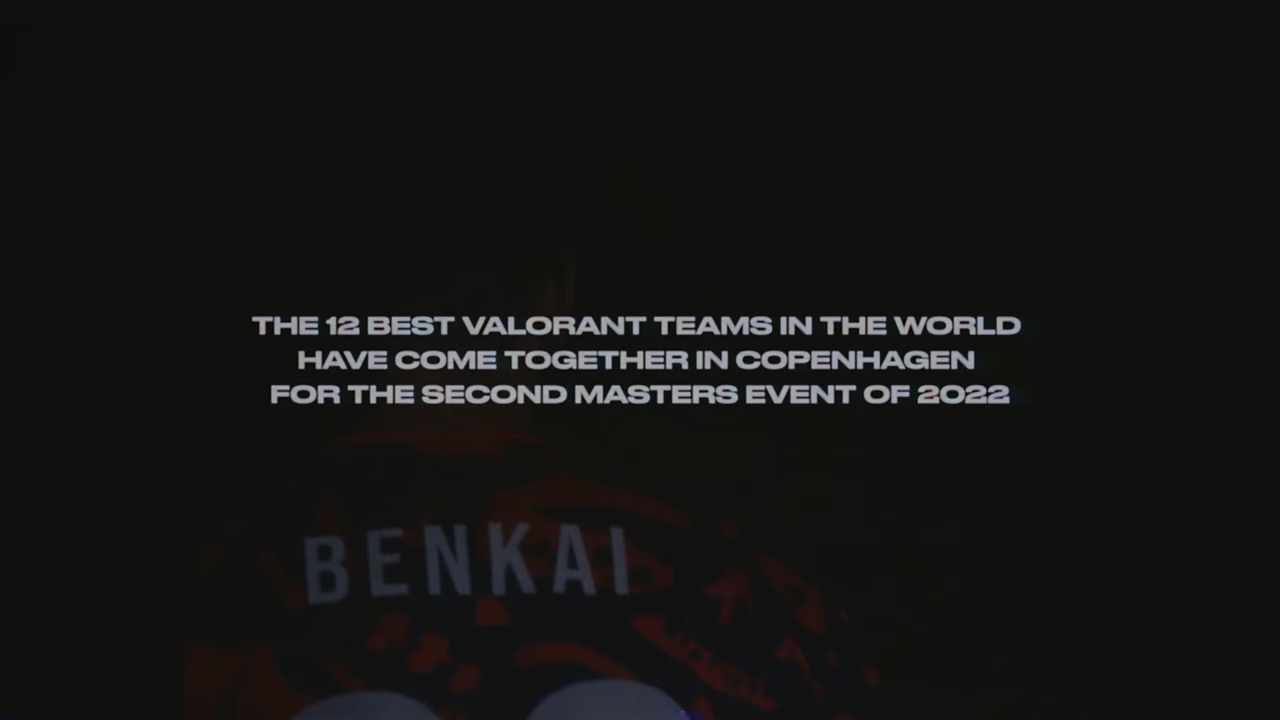 THE 12 BEST VALORANT TEAMS IN THE WORLD
HAVE COME TOGETHER IN COPENHAGEN
FOR THE SECOND MASTERS EVENT OF 2022
BENKAI